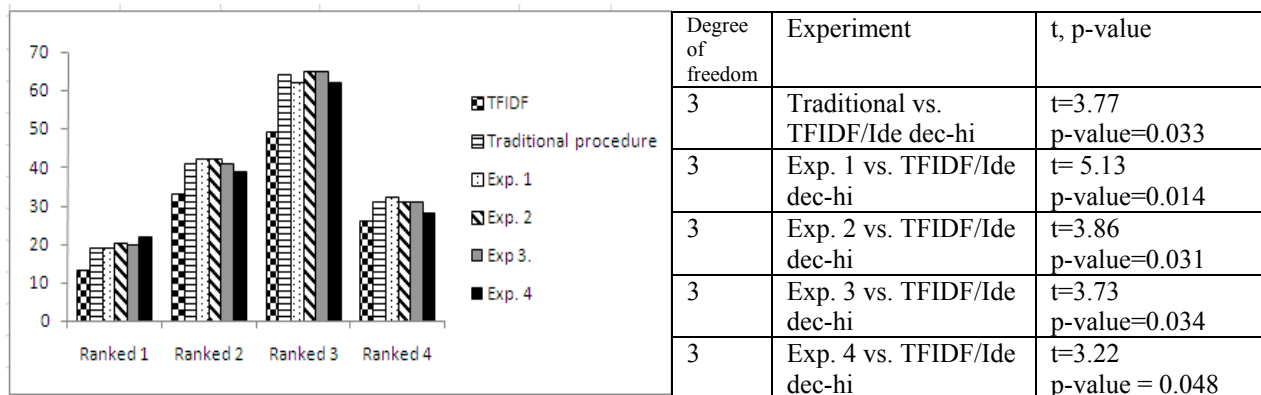 70
60
50
40
30
20
10
0
Ranked 1 Ranked 2 Ranked 3 Ranked 4
TFIDF
Traditional procedure
Exp. 1
Exp. 2
Exp 3.
Exp. 4
Degree
of
freedom
Experiment
t, p-value
3
Traditional vs.
TFIDF/Ide dec-hi
t=3.77
p-value=0.033
3
Exp. 1 vs. TFIDF/Ide
dec-hi
t= 5.13
p-value=0.014
3
Exp. 2 vs. TFIDF/Ide
dec-hi
t=3.86
p-value=0.031
3
Exp. 3 vs. TFIDF/Ide
dec-hi
t=3.73
p-value=0.034
3
Exp. 4 vs. TFIDF/Ide
dec-hi
t=3.22
p-value = 0.048